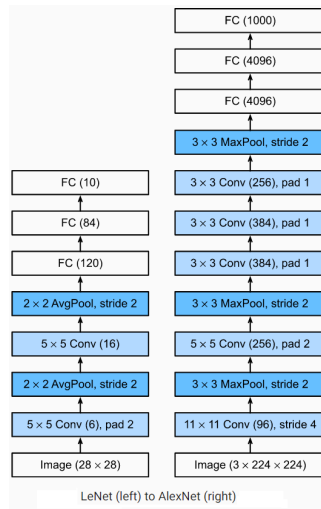 FC (10)
FC (84)
FC (120)
2 × 2 AvgPool, stride 2
5 × 5 Conv (16)
2 × 2 AvgPool, stride 2
5 × 5 Conv (6), pad 2
Image (28 × 28)
FC (1000)
FC (4096)
FC (4096)
3 × 3 MaxPool, stride 2
3 × 3 Conv (256), pad 1
3 × 3 Conv (384), pad 1
3 × 3 Conv (384), pad 1
3 × 3 MaxPool, stride 2
5 × 5 Conv (256), pad 2
3 × 3 MaxPool, stride 2
11 × 11 Conv (96), stride 4
Image (3 × 224 × 224)
LeNet (left) to AlexNet (right)